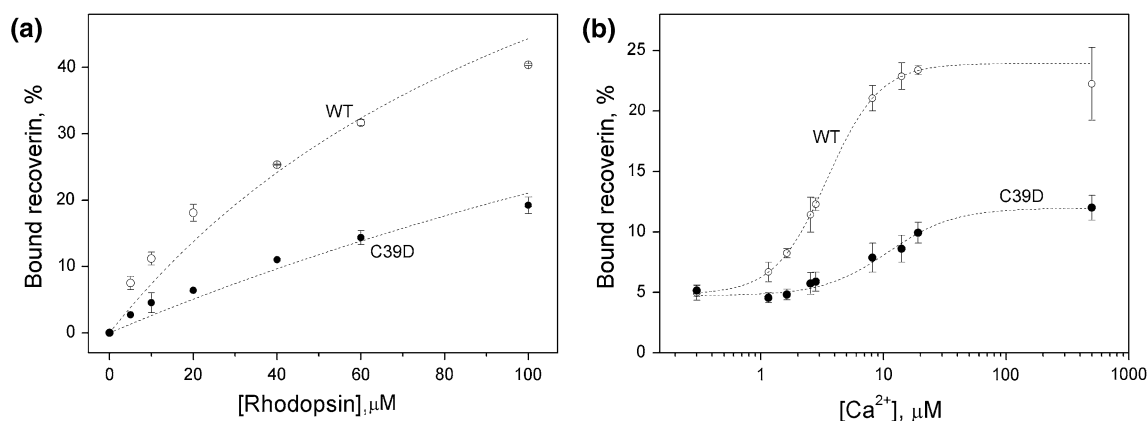 (a)
Bound recoverin, %
40
30
20
10
0
WT
C39D
0 20 40 60 80 100
[Rhodopsin], μM
(b)
Bound recoverin, %
25
20
15
10
5
0
WT
C39D
1 10 100 1000
[Ca²⁺], μM